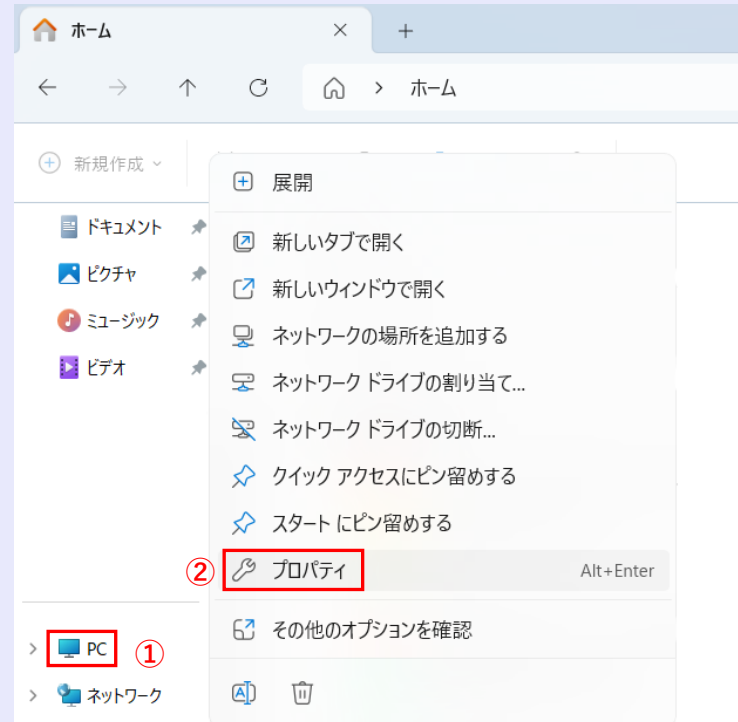 ホーム
ホーム
新規作成
展開
ドキュメント
新しいタブで開く
ピクチャ
新しいウィンドウで開く
ミュージック
ネットワークの場所を追加する
ビデオ
ネットワーク ドライブの割り当て...
ネットワーク ドライブの切断...
クイック アクセスにピン留めする
スタート にピン留めする
② プロパティ Alt+Enter
その他のオプションを確認
PC ①
ネットワーク